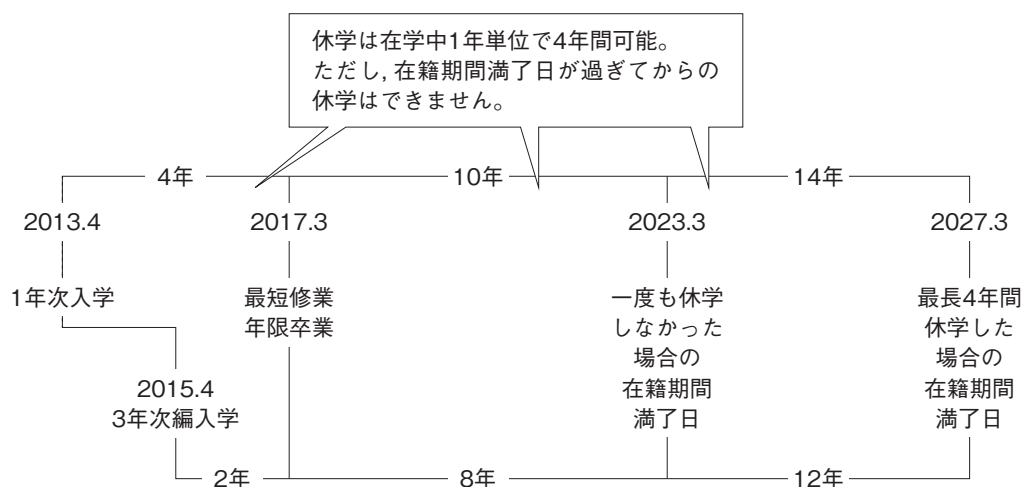 休学は在学中1年単位で4年間可能。
ただし，在籍期間満了日が過ぎてからの
休学はできません。
4年
10年
14年
2013.4
2017.3
2023.3
2027.3
1年次入学
最短修業
年限卒業
一度も休学
しなかった
場合の
在籍期間
満了日
最長4年間
休学した
場合の
在籍期間
満了日
2015.4
3年次編入学
2年
8年
12年